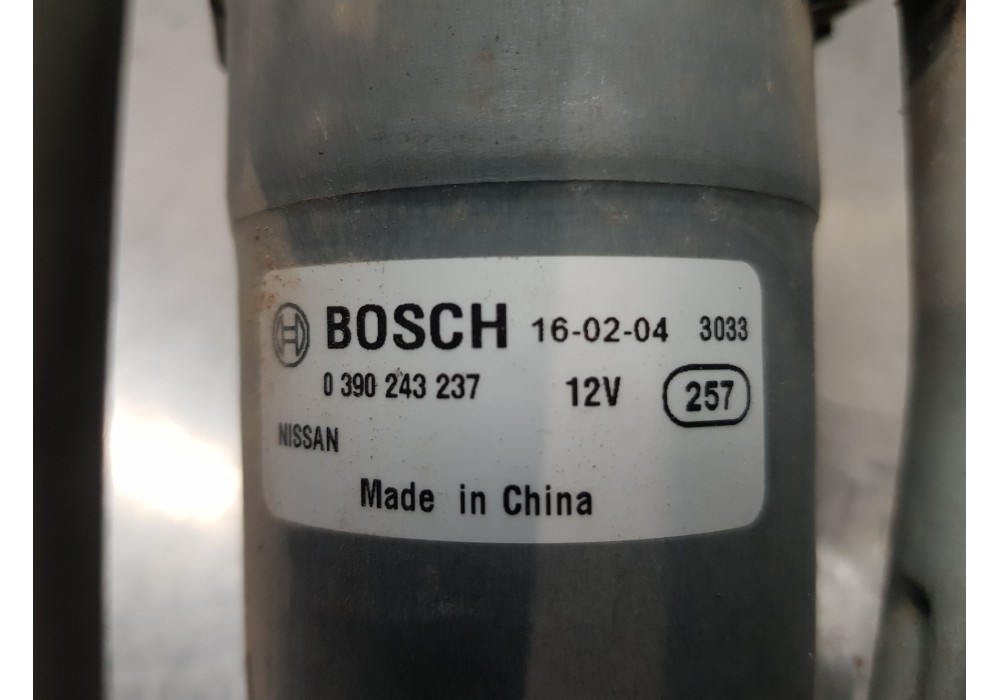 BOSCH 16-02-04 3033
0 390 243 237 12V 257
NISSAN
Made in China